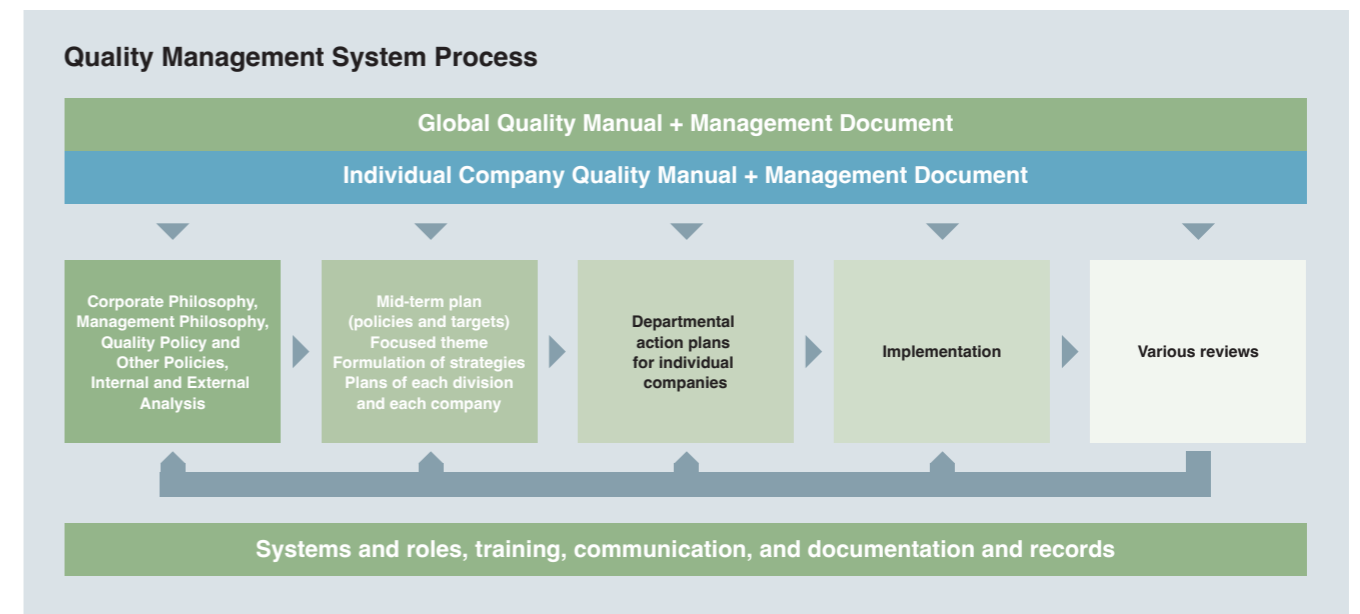 Quality Management System Process
Global Quality Manual + Management Document
Individual Company Quality Manual + Management Document
Corporate Philosophy,
Management Philosophy,
Quality Policy and
Other Policies,
Internal and External
Analysis
Mid-term plan
(policies and targets)
Focused theme
Formulation of strategies
Plans of each division
and each company
Departmental
action plans
for individual
companies
Implementation
Various reviews
Systems and roles, training, communication, and documentation and records